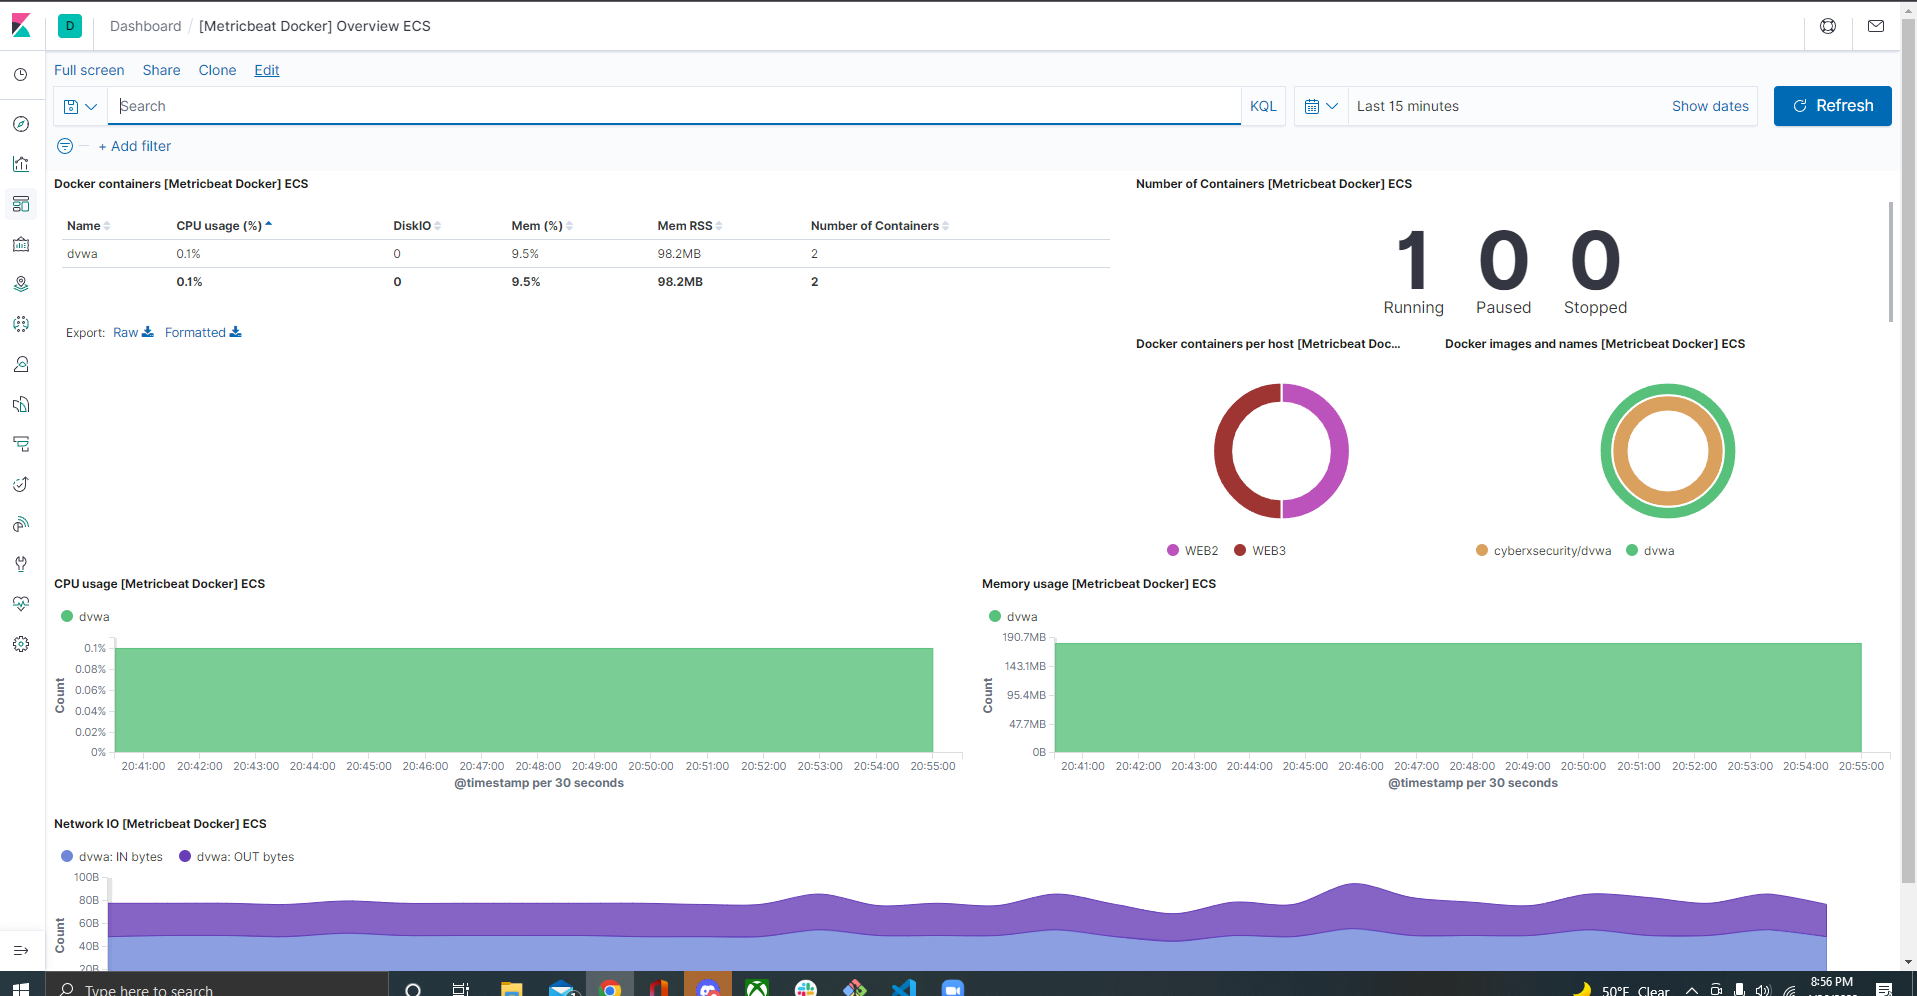 D Dashboard / [Metricbeat Docker] Overview ECS
Full screen Share Clone Edit
Search KQL Last 15 minutes Show dates Refresh
+ Add filter
Docker containers [Metricbeat Docker] ECS
Name CPU usage (%) DiskIO Mem (%) Mem RSS Number of Containers
dvwa 0.1% 0 9.5% 98.2MB 2
0.1% 0 9.5% 98.2MB 2
Export: Raw Formatted
Number of Containers [Metricbeat Docker] ECS
1 0 0
Running Paused Stopped
Docker containers per host [Metricbeat Doc...
WEB2 WEB3
Docker images and names [Metricbeat Docker] ECS
cyberxsecurity/dvwa dvwa
CPU usage [Metricbeat Docker] ECS
dvwa
0.1%
0.08%
0.06%
0.04%
0.02%
0%
Count
20:41:00 20:42:00 20:43:00 20:44:00 20:45:00 20:46:00 20:47:00 20:48:00 20:49:00 20:50:00 20:51:00 20:52:00 20:53:00 20:54:00 20:55:00
@timestamp per 30 seconds
Memory usage [Metricbeat Docker] ECS
dvwa
190.7MB
143.1MB
95.4MB
47.7MB
0B
Count
20:41:00 20:42:00 20:43:00 20:44:00 20:45:00 20:46:00 20:47:00 20:48:00 20:49:00 20:50:00 20:51:00 20:52:00 20:53:00 20:54:00 20:55:00
@timestamp per 30 seconds
Network IO [Metricbeat Docker] ECS
dvwa: IN bytes dvwa: OUT bytes
100B
80B
60B
40B
20B
Count
Type here to search
50°F Clear
8:56 PM